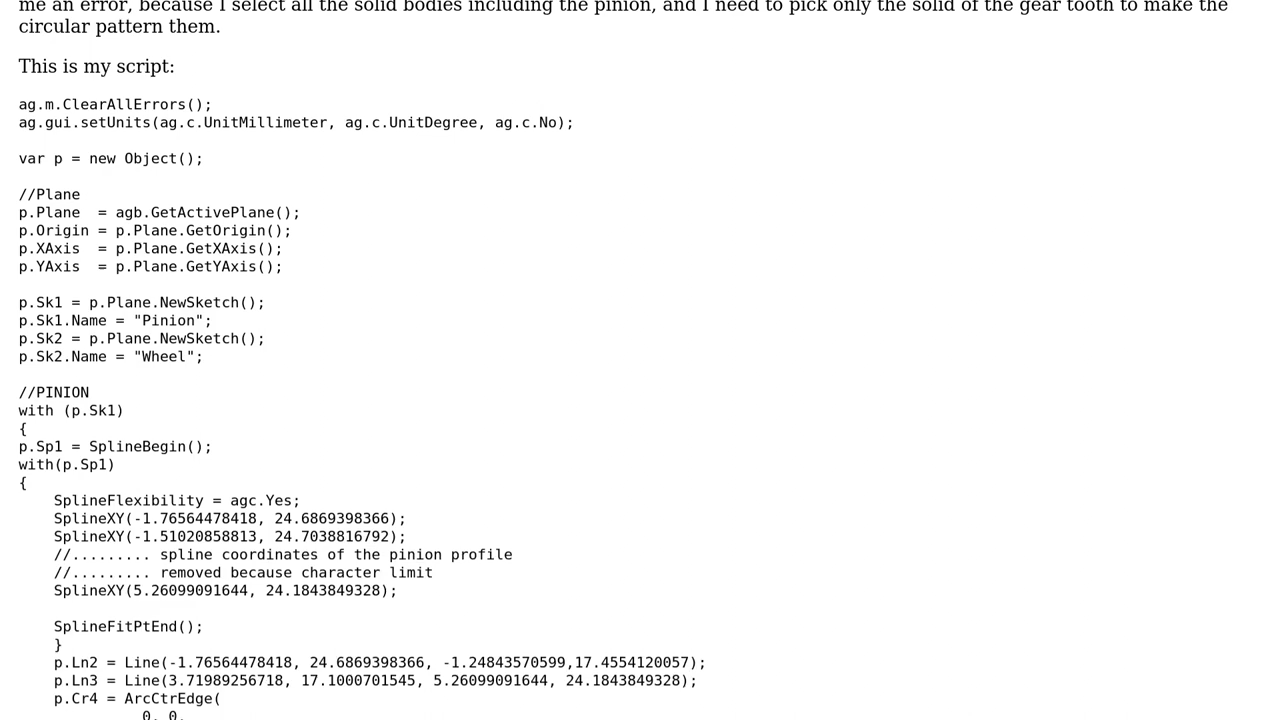 me an error, because I select all the solid bodies including the pinion, and I need to pick only the solid of the gear tooth to make the
circular pattern them.
This is my script:
ag.m.ClearAllErrors();
ag.gui.setUnits(ag.c.UnitMillimeter, ag.c.UnitDegree, ag.c.No);
var p = new Object();
//Plane
p.Plane  = agb.GetActivePlane();
p.Origin = p.Plane.GetOrigin();
p.XAxis  = p.Plane.GetXAxis();
p.YAxis  = p.Plane.GetYAxis();
p.Sk1 = p.Plane.NewSketch();
p.Sk1.Name = "Pinion";
p.Sk2 = p.Plane.NewSketch();
p.Sk2.Name = "Wheel";
//PINION
with (p.Sk1)
{
p.Sp1 = SplineBegin();
with(p.Sp1)
{
    SplineFlexibility = agc.Yes;
    SplineXY(-1.76564478418, 24.6869398366);
    SplineXY(-1.51020858813, 24.7038816792);
    //......... spline coordinates of the pinion profile
    //......... removed because character limit
    SplineXY(5.26099091644, 24.1843849328);
    SplineFitPtEnd();
    }
    p.Ln2 = Line(-1.76564478418, 24.6869398366, -1.24843570599,17.4554120057);
    p.Ln3 = Line(3.71989256718, 17.1000701545, 5.26099091644, 24.1843849328);
    p.Cr4 = ArcCtrEdge(
              0, 0,